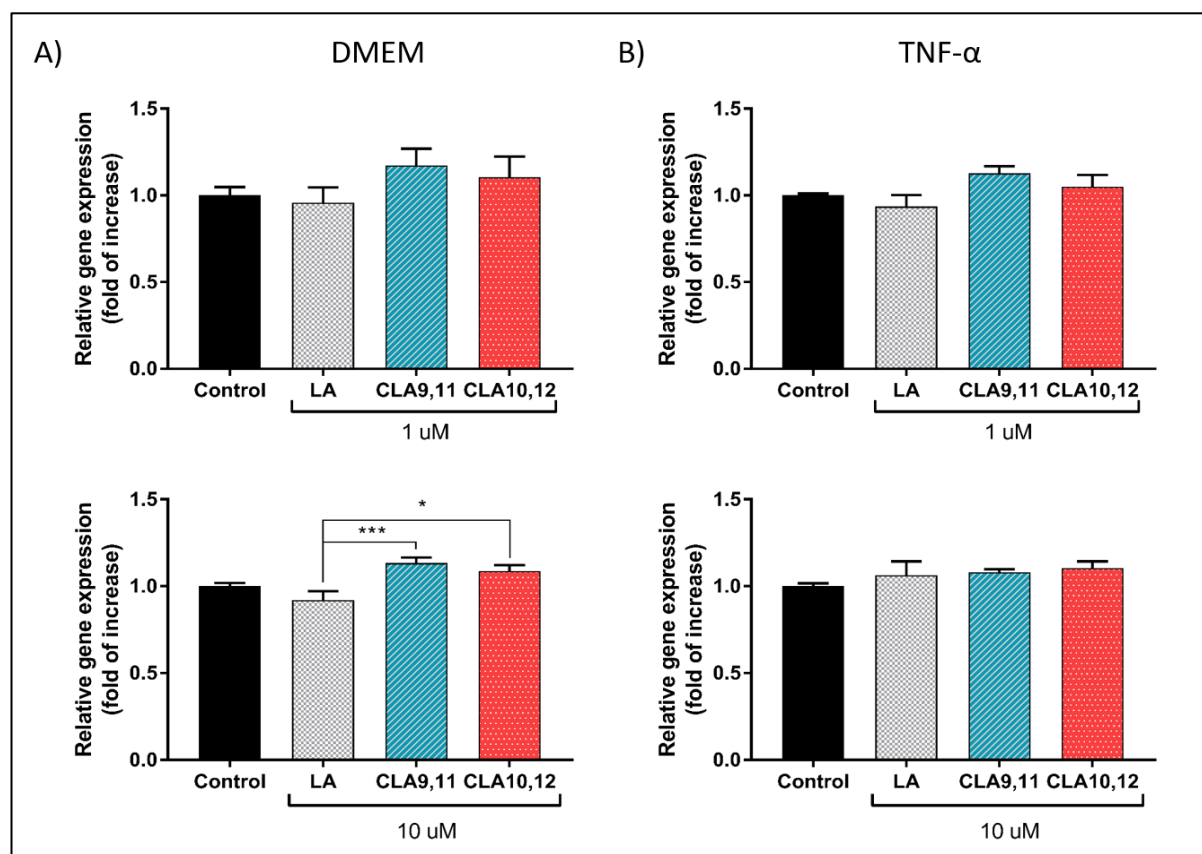 A) DMEM
B) TNF-α
Relative gene expression
(fold of increase)
1.5
1.0
0.5
0.0
Control LA CLA9,11 CLA10,12
1 uM
Relative gene expression
(fold of increase)
1.5
1.0
0.5
0.0
Control LA CLA9,11 CLA10,12
1 uM
Relative gene expression
(fold of increase)
1.5
1.0
0.5
0.0
*
***
Control LA CLA9,11 CLA10,12
10 uM
Relative gene expression
(fold of increase)
1.5
1.0
0.5
0.0
Control LA CLA9,11 CLA10,12
10 uM